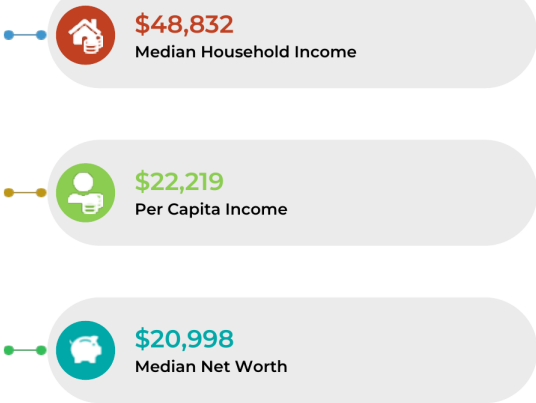 $48,832
Median Household Income
$22,219
Per Capita Income
$20,998
Median Net Worth